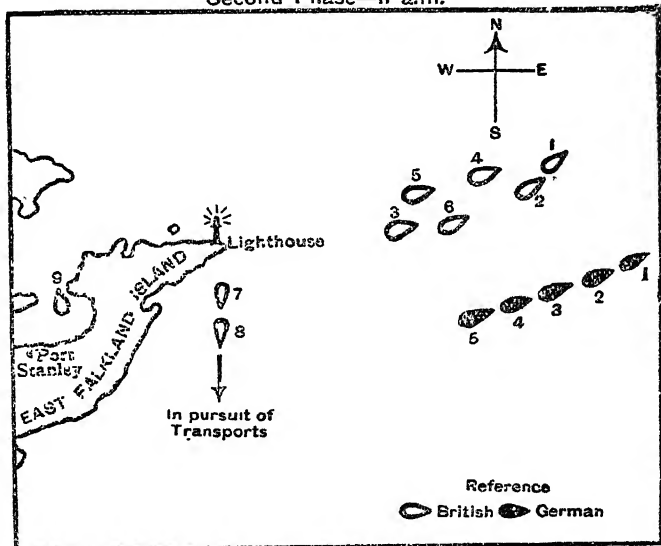 Second Phase
N
W E
S
1
4
5 2
3 6
Lighthouse
9
7
1
2
3
4
8 5
Port
Stanley
EAST FALKLAND ISLAND
In pursuit of
Transports
Reference
British German